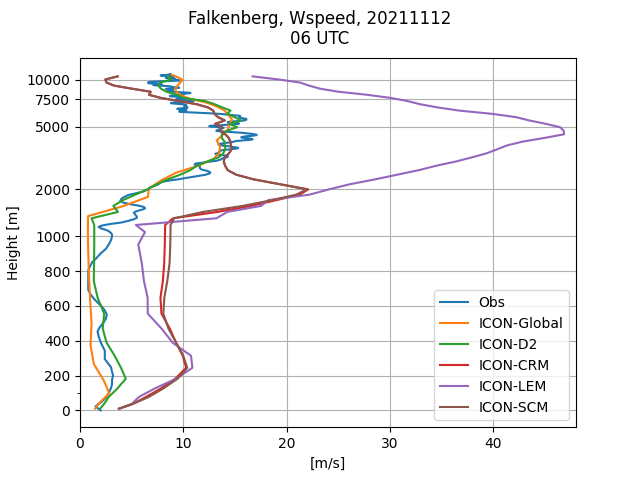 Falkenberg, Wspeed, 20211112
06 UTC
Height [m]
10000
7500
5000
2000
1000
800
600
400
200
0
0
10
20
30
40
[m/s]
Obs
ICON-Global
ICON-D2
ICON-CRM
ICON-LEM
ICON-SCM